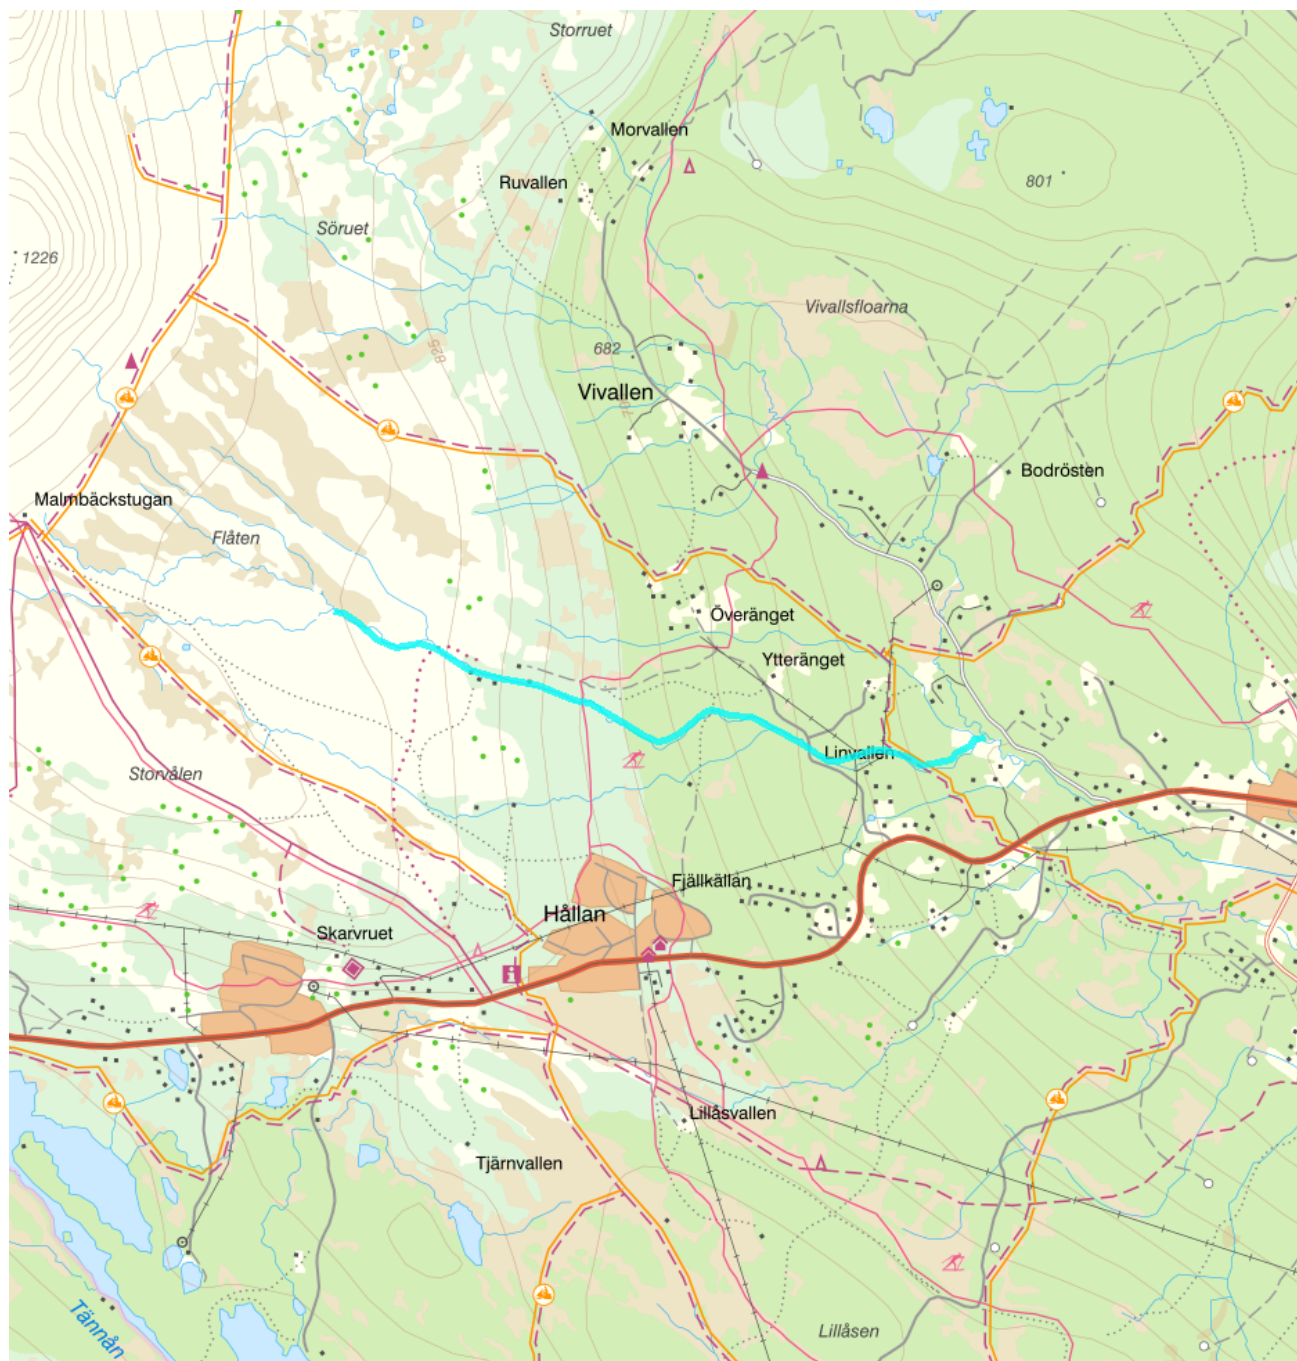 Storruet
Morvallen
Ruvallen
801
Söruet
1226
Vivallsfloarna
825
682
Vivallen
Bodrösten
Malmbäckstugan
Flåten
Överänget
Ytteränget
Linvallen
Storvålen
Fjällkällan
Hållan
Skarvruet
i
Lillåsvallen
Tjärnvallen
Tännån
Lillåsen